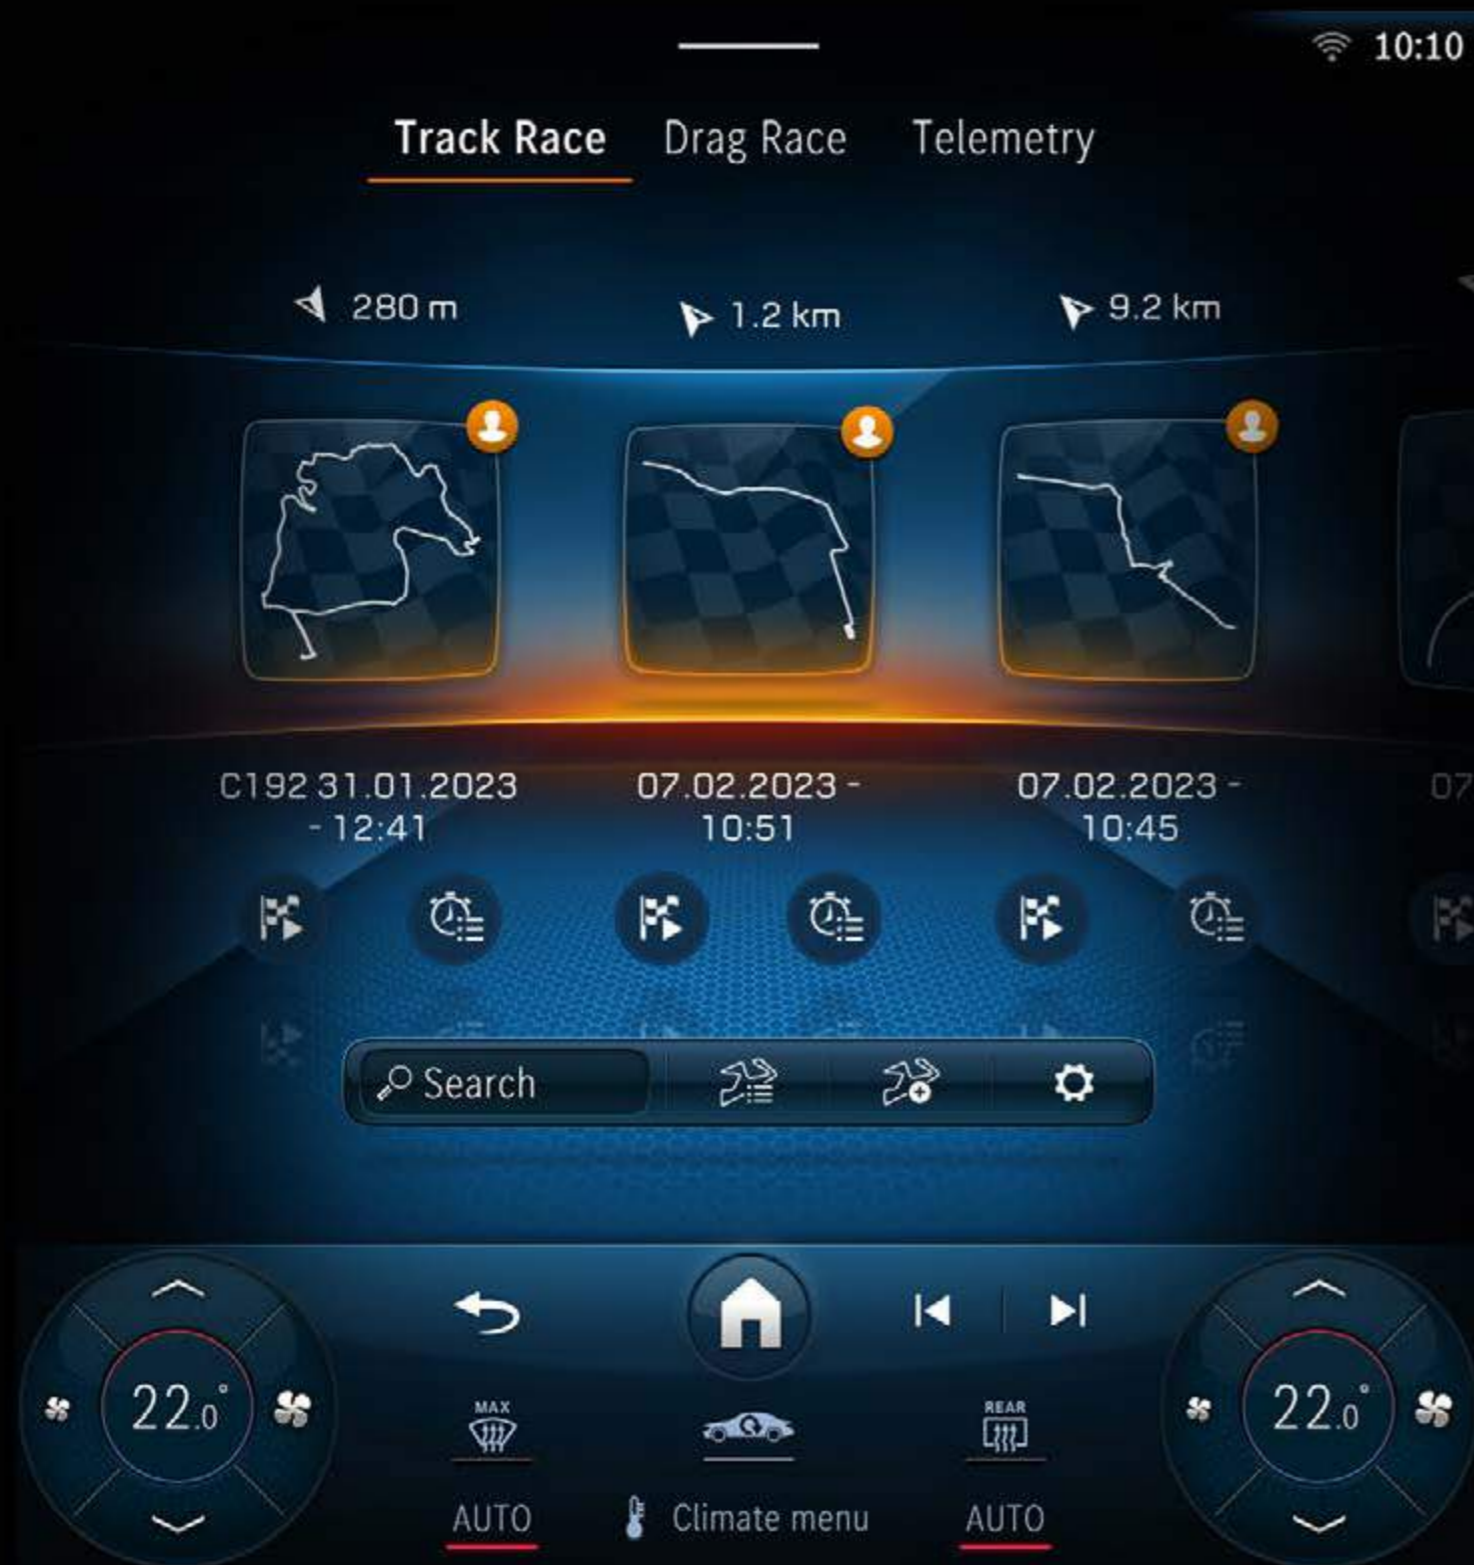 10:10
Track Race Drag Race Telemetry
280 m 1.2 km 9.2 km
C192 31.01.2023 07.02.2023 - 07.02.2023 - 07
- 12:41 10:51 10:45
Search
22.0° 22.0°
MAX REAR
AUTO Climate menu AUTO